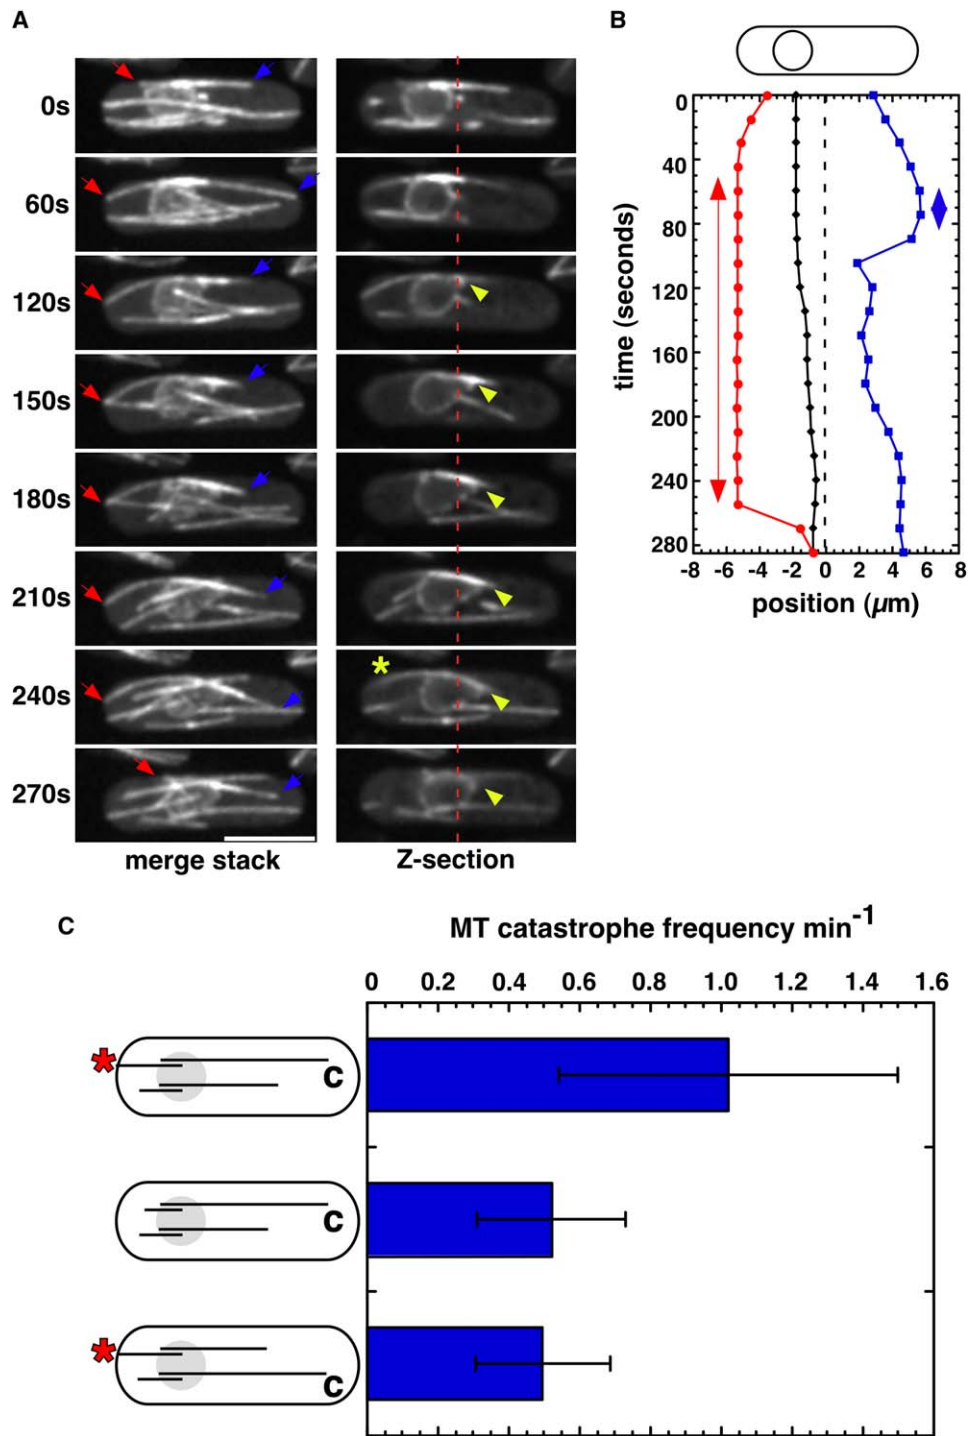 A
B
0s
60s
120s
150s
180s
210s
240s
*
270s
merge stack
Z-section
0
40
80
120
160
200
240
280
time (seconds)
-8 -6 -4 -2 0 2 4 6 8
position (µm)
C
MT catastrophe frequency min-1
0 0.2 0.4 0.6 0.8 1.0 1.2 1.4 1.6
* C
C
* C